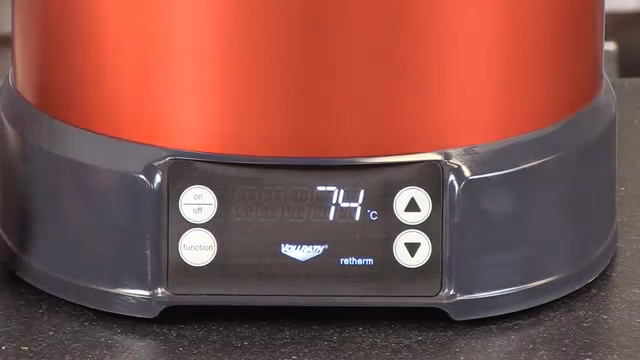 on
off
74 °C
function
VOLLRATH®
retherm